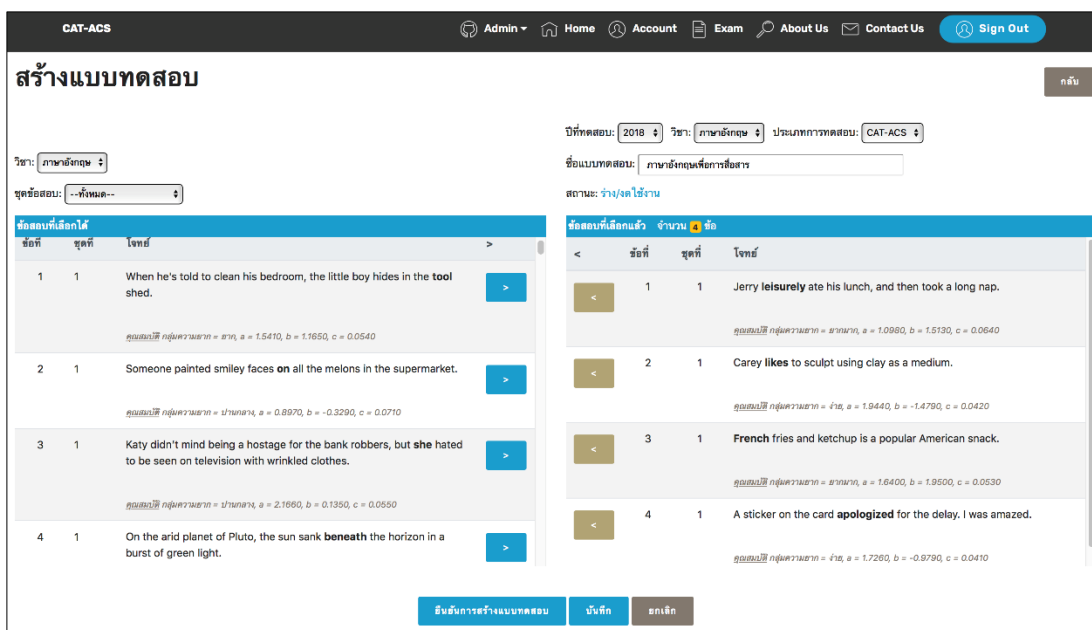 CAT-ACS Admin Home Account Exam About Us Contact Us Sign Out
สร้างแบบทดสอบ
กลับ
ปีที่ทดสอบ: 2018 วิชา: ภาษาอังกฤษ ประเภทการทดสอบ: CAT-ACS
วิชา: ภาษาอังกฤษ
ชื่อแบบทดสอบ: ภาษาอังกฤษเพื่อการสื่อสาร
ชุดข้อสอบ: --ทั้งหมด--
สถานะ: ร่าง/งดใช้งาน
ข้อสอบที่เลือกได้
ข้อที่ ชุดที่ โจทย์ >
1 1 When he's told to clean his bedroom, the little boy hides in the tool >
shed.
คุณสมบัติ กลุ่มความยาก = ยาก, a = 1.5410, b = 1.1650, c = 0.0540
2 1 Someone painted smiley faces on all the melons in the supermarket. >
คุณสมบัติ กลุ่มความยาก = ปานกลาง, a = 0.8970, b = -0.3290, c = 0.0710
3 1 Katy didn't mind being a hostage for the bank robbers, but she hated >
to be seen on television with wrinkled clothes.
คุณสมบัติ กลุ่มความยาก = ปานกลาง, a = 2.1660, b = 0.1350, c = 0.0550
4 1 On the arid planet of Pluto, the sun sank beneath the horizon in a >
burst of green light.
ข้อสอบที่เลือกแล้ว จำนวน 4 ข้อ
< ข้อที่ ชุดที่ โจทย์
< 1 1 Jerry leisurely ate his lunch, and then took a long nap.
คุณสมบัติ กลุ่มความยาก = ยากมาก, a = 1.0980, b = 1.5130, c = 0.0640
< 2 1 Carey likes to sculpt using clay as a medium.
คุณสมบัติ กลุ่มความยาก = ง่าย, a = 1.9440, b = -1.4790, c = 0.0420
< 3 1 French fries and ketchup is a popular American snack.
คุณสมบัติ กลุ่มความยาก = ยากมาก, a = 1.6400, b = 1.9500, c = 0.0530
< 4 1 A sticker on the card apologized for the delay. I was amazed.
คุณสมบัติ กลุ่มความยาก = ง่าย, a = 1.7260, b = -0.9790, c = 0.0410
ยืนยันการสร้างแบบทดสอบ บันทึก ยกเลิก